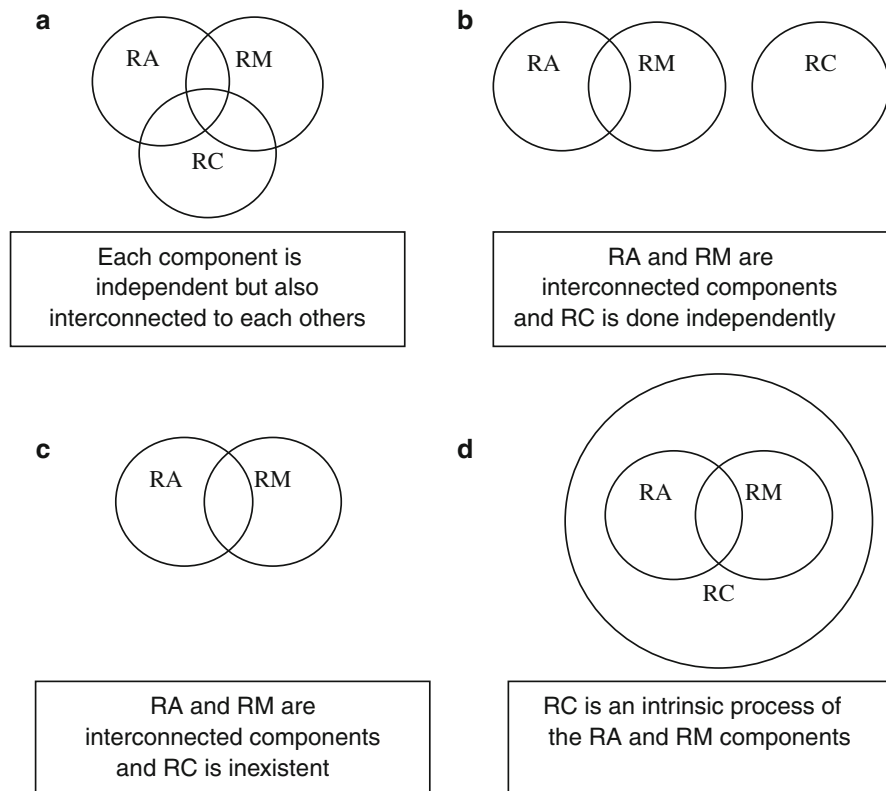 a
RA
RM
RC
Each component is
independent but also
interconnected to each others
b
RA
RM
RC
RA and RM are
interconnected components
and RC is done independently
c
RA
RM
RA and RM are
interconnected components
and RC is inexistent
d
RA
RM
RC
RC is an intrinsic process of
the RA and RM components